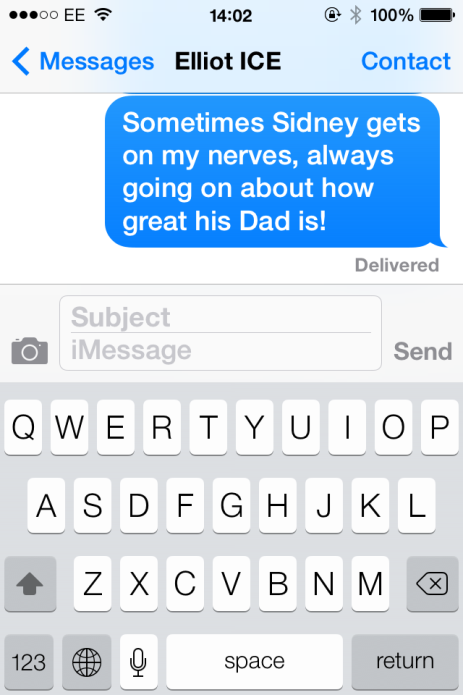 EE 14:02 100%
Messages Elliot ICE Contact
Sometimes Sidney gets
on my nerves, always
going on about how
great his Dad is!
Delivered
Subject
iMessage
Send
Q W E R T Y U I O P
A S D F G H J K L
Z X C V B N M
123 space return